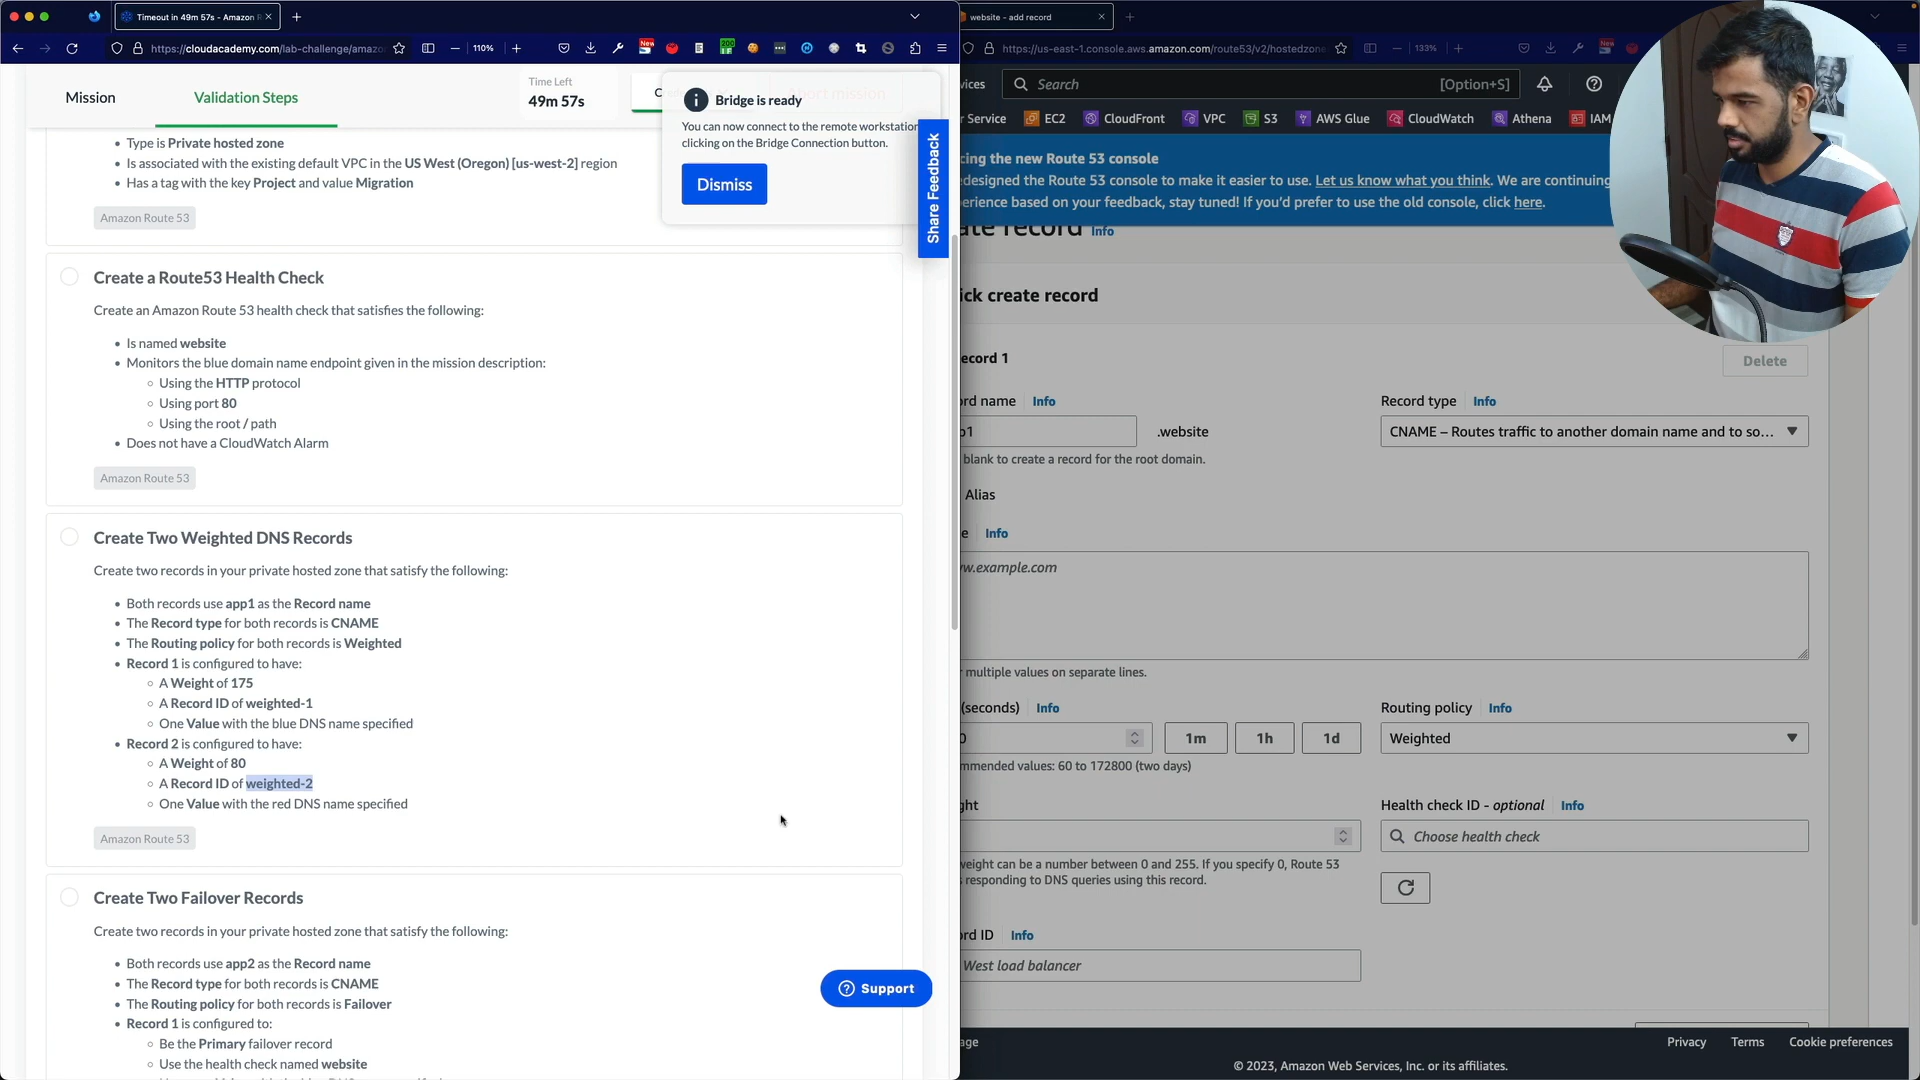 Timeout in 49m 57s - Amazon R
website - add record
https://cloudacademy.com/lab-challenge/amazo
110%
https://us-east-1.console.aws.amazon.com/route53/v2/hostedzone
133%
Mission
Validation Steps
Time Left
49m 57s
Bridge is ready
You can now connect to the remote workstation
clicking on the Bridge Connection button.
Dismiss
Share Feedback
Type is Private hosted zone
Is associated with the existing default VPC in the US West (Oregon) [us-west-2] region
Has a tag with the key Project and value Migration
Amazon Route 53
Create a Route53 Health Check
Create an Amazon Route 53 health check that satisfies the following:
Is named website
Monitors the blue domain name endpoint given in the mission description:
Using the HTTP protocol
Using port 80
Using the root / path
Does not have a CloudWatch Alarm
Amazon Route 53
Create Two Weighted DNS Records
Create two records in your private hosted zone that satisfy the following:
Both records use app1 as the Record name
The Record type for both records is CNAME
The Routing policy for both records is Weighted
Record 1 is configured to have:
A Weight of 175
A Record ID of weighted-1
One Value with the blue DNS name specified
Record 2 is configured to have:
A Weight of 80
A Record ID of weighted-2
One Value with the red DNS name specified
Amazon Route 53
Create Two Failover Records
Create two records in your private hosted zone that satisfy the following:
Both records use app2 as the Record name
The Record type for both records is CNAME
The Routing policy for both records is Failover
Record 1 is configured to:
Be the Primary failover record
Use the health check named website
Support
vices
Search
[Option+S]
Service
EC2
CloudFront
VPC
S3
AWS Glue
CloudWatch
Athena
IAM
cing the new Route 53 console
designed the Route 53 console to make it easier to use. Let us know what you think. We are continuing
perience based on your feedback, stay tuned! If you'd prefer to use the old console, click here.
ate record Info
ick create record
ecord 1
Delete
ord name Info
Record type Info
o1
.website
CNAME – Routes traffic to another domain name and to so...
blank to create a record for the root domain.
Alias
e Info
w.example.com
multiple values on separate lines.
(seconds) Info
Routing policy Info
0
1m
1h
1d
Weighted
mmended values: 60 to 172800 (two days)
ght
Health check ID - optional Info
Choose health check
weight can be a number between 0 and 255. If you specify 0, Route 53
responding to DNS queries using this record.
ord ID Info
West load balancer
age
Privacy
Terms
Cookie preferences
© 2023, Amazon Web Services, Inc. or its affiliates.